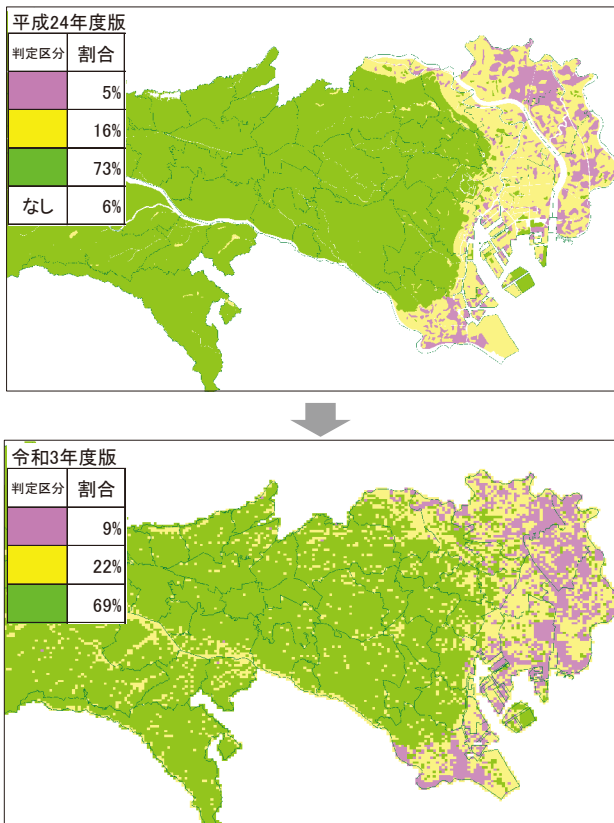 平成24年度版
判定区分 割合
5%
16%
73%
なし 6%
令和3年度版
判定区分 割合
9%
22%
69%